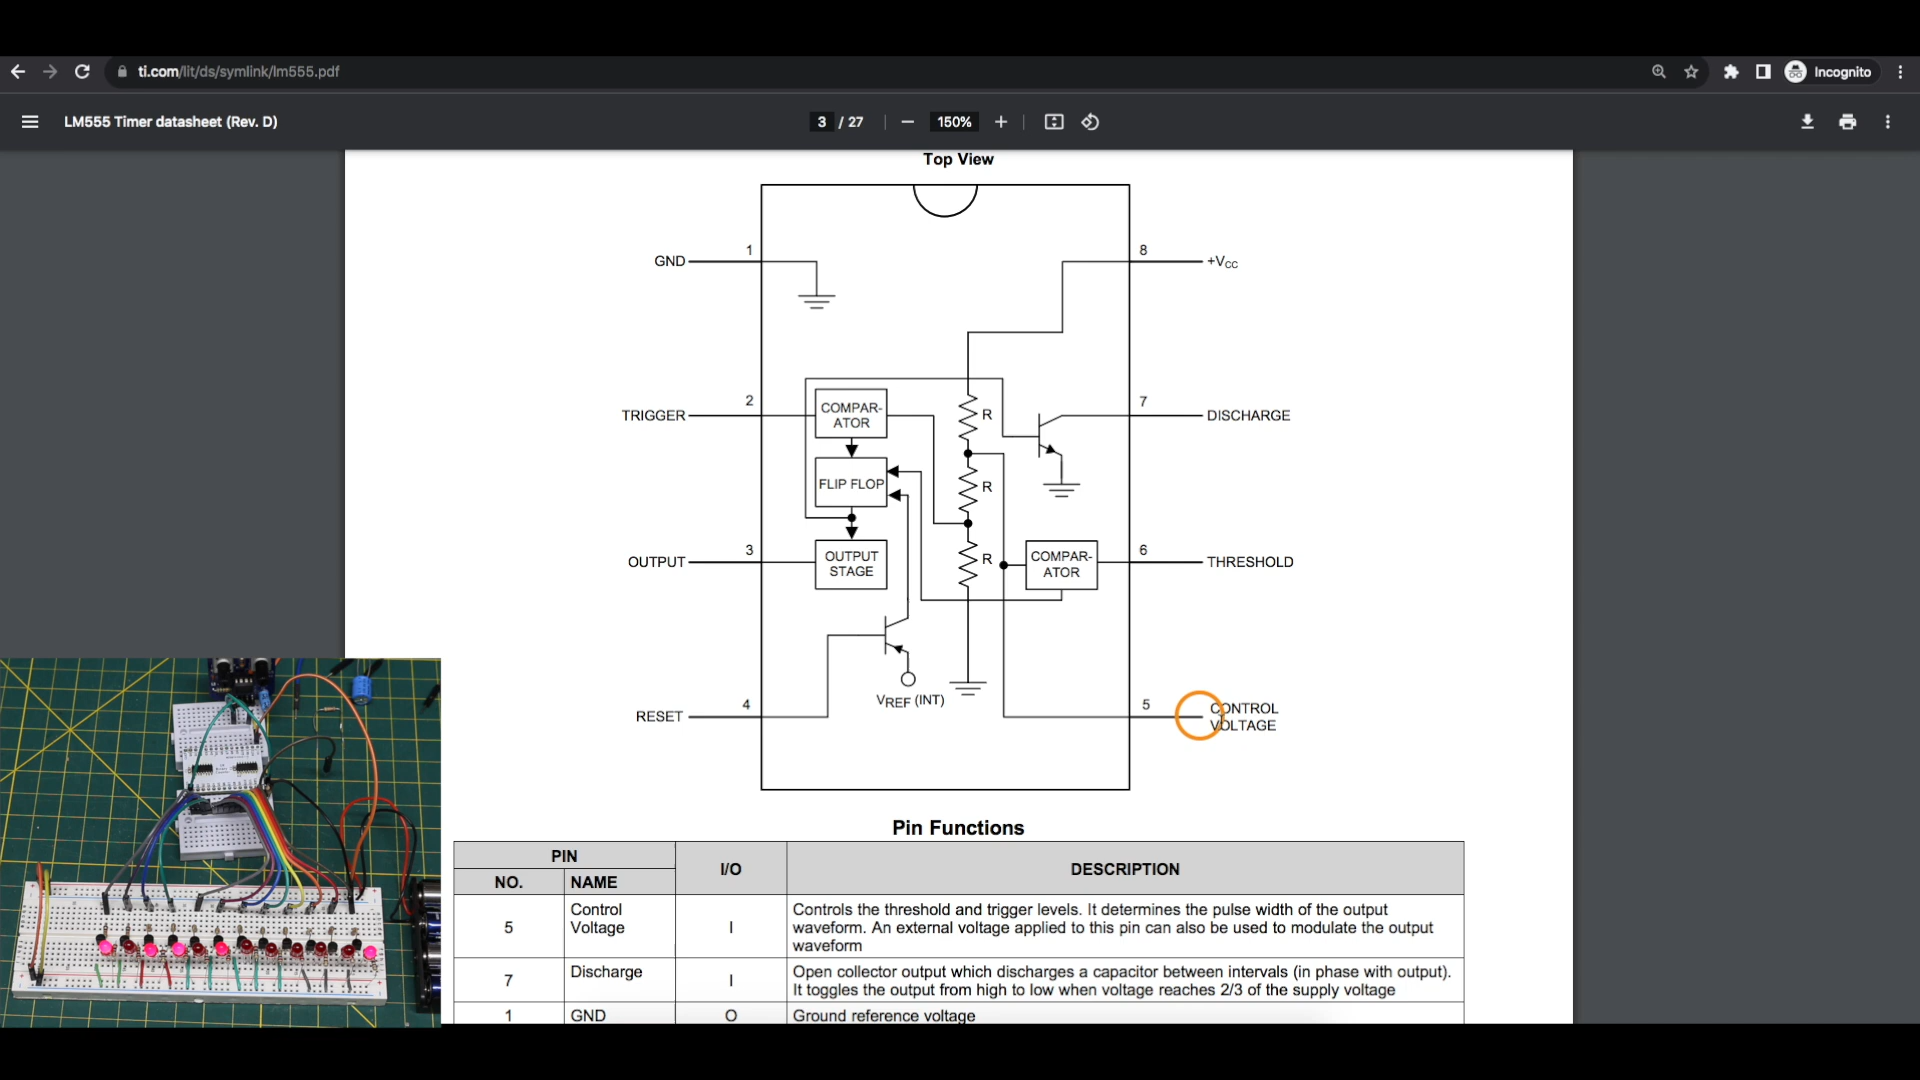 ti.com/lit/ds/symlink/lm555.pdf
Incognito
LM555 Timer datasheet (Rev. D)
3 / 27
150%
Top View
1
8
GND
+VCC
2
7
TRIGGER
COMPAR-
ATOR
R
DISCHARGE
FLIP FLOP
R
3
6
OUTPUT
OUTPUT
STAGE
R
COMPAR-
ATOR
THRESHOLD
VREF (INT)
4
5
RESET
CONTROL
VOLTAGE
Pin Functions
PIN
I/O
DESCRIPTION
NO.
NAME
5
Control
Voltage
I
Controls the threshold and trigger levels. It determines the pulse width of the output
waveform. An external voltage applied to this pin can also be used to modulate the output
waveform
7
Discharge
I
Open collector output which discharges a capacitor between intervals (in phase with output).
It toggles the output from high to low when voltage reaches 2/3 of the supply voltage
1
GND
O
Ground reference voltage